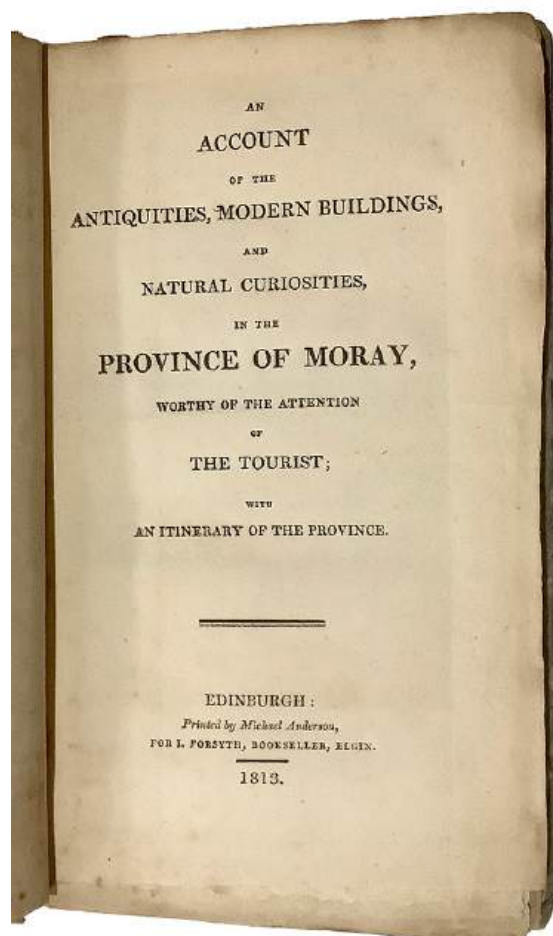 AN
ACCOUNT
OF THE
ANTIQUITIES, MODERN BUILDINGS,
AND
NATURAL CURIOSITIES,
IN THE
PROVINCE OF MORAY,
WORTHY OF THE ATTENTION
OF
THE TOURIST;
WITH
AN ITINERARY OF THE PROVINCE.
EDINBURGH:
Printed by Michael Anderson,
FOR I. FORSYTH, BOOKSELLER, ELGIN.
1813.